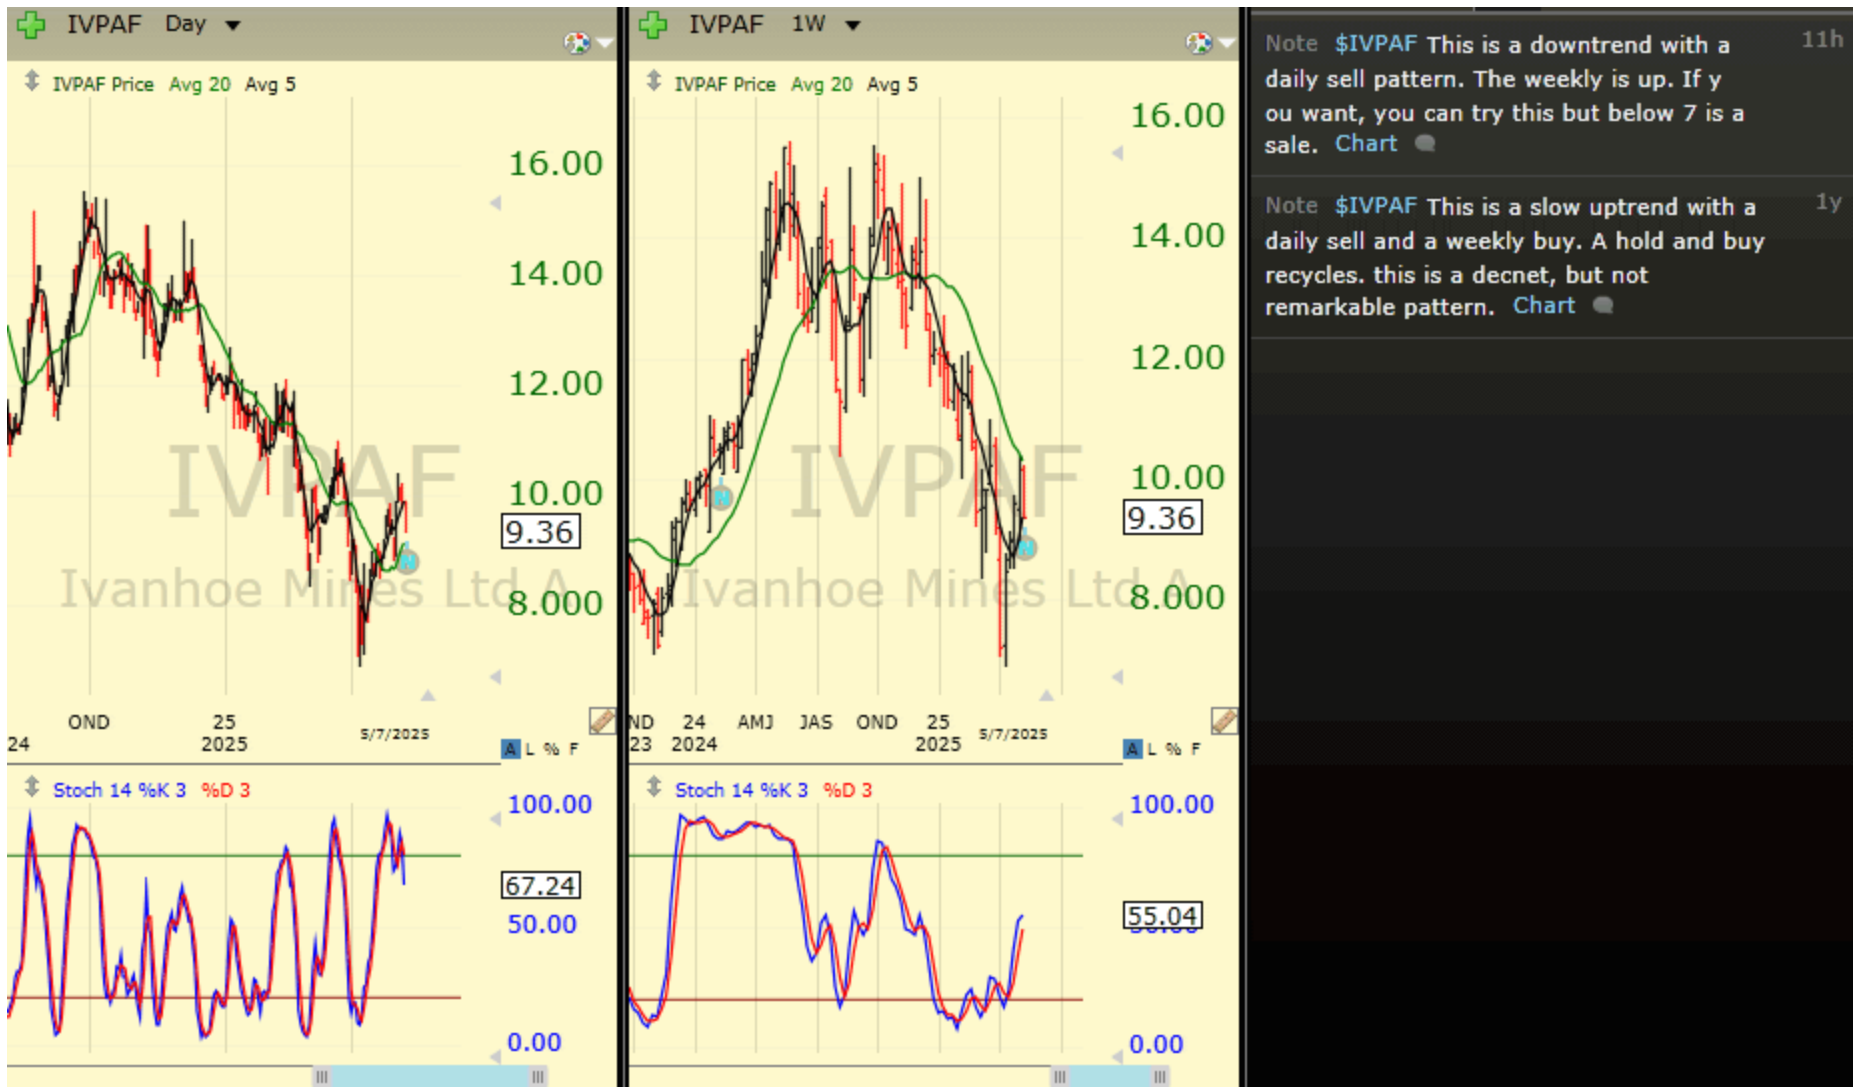 IVPAF Day
IVPAF Price Avg 20 Avg 5
16.00
14.00
12.00
10.00
9.36
8.000
IVPAF
Ivanhoe Mines Ltd A
OND 25
24 2025 5/7/2025
A L % F
Stoch 14 %K 3 %D 3
100.00
67.24
50.00
0.00
N
IVPAF 1W
IVPAF Price Avg 20 Avg 5
16.00
14.00
12.00
10.00
9.36
8.000
IVPAF
Ivanhoe Mines Ltd A
N
N
ND 24 AMJ JAS OND 25
23 2024 2025 5/7/2025
A L % F
Stoch 14 %K 3 %D 3
100.00
55.04
50.00
0.00
Note $IVPAF This is a downtrend with a 11h
daily sell pattern. The weekly is up. If y
ou want, you can try this but below 7 is a
sale. Chart
Note $IVPAF This is a slow uptrend with a 1y
daily sell and a weekly buy. A hold and buy
recycles. this is a decnet, but not
remarkable pattern. Chart